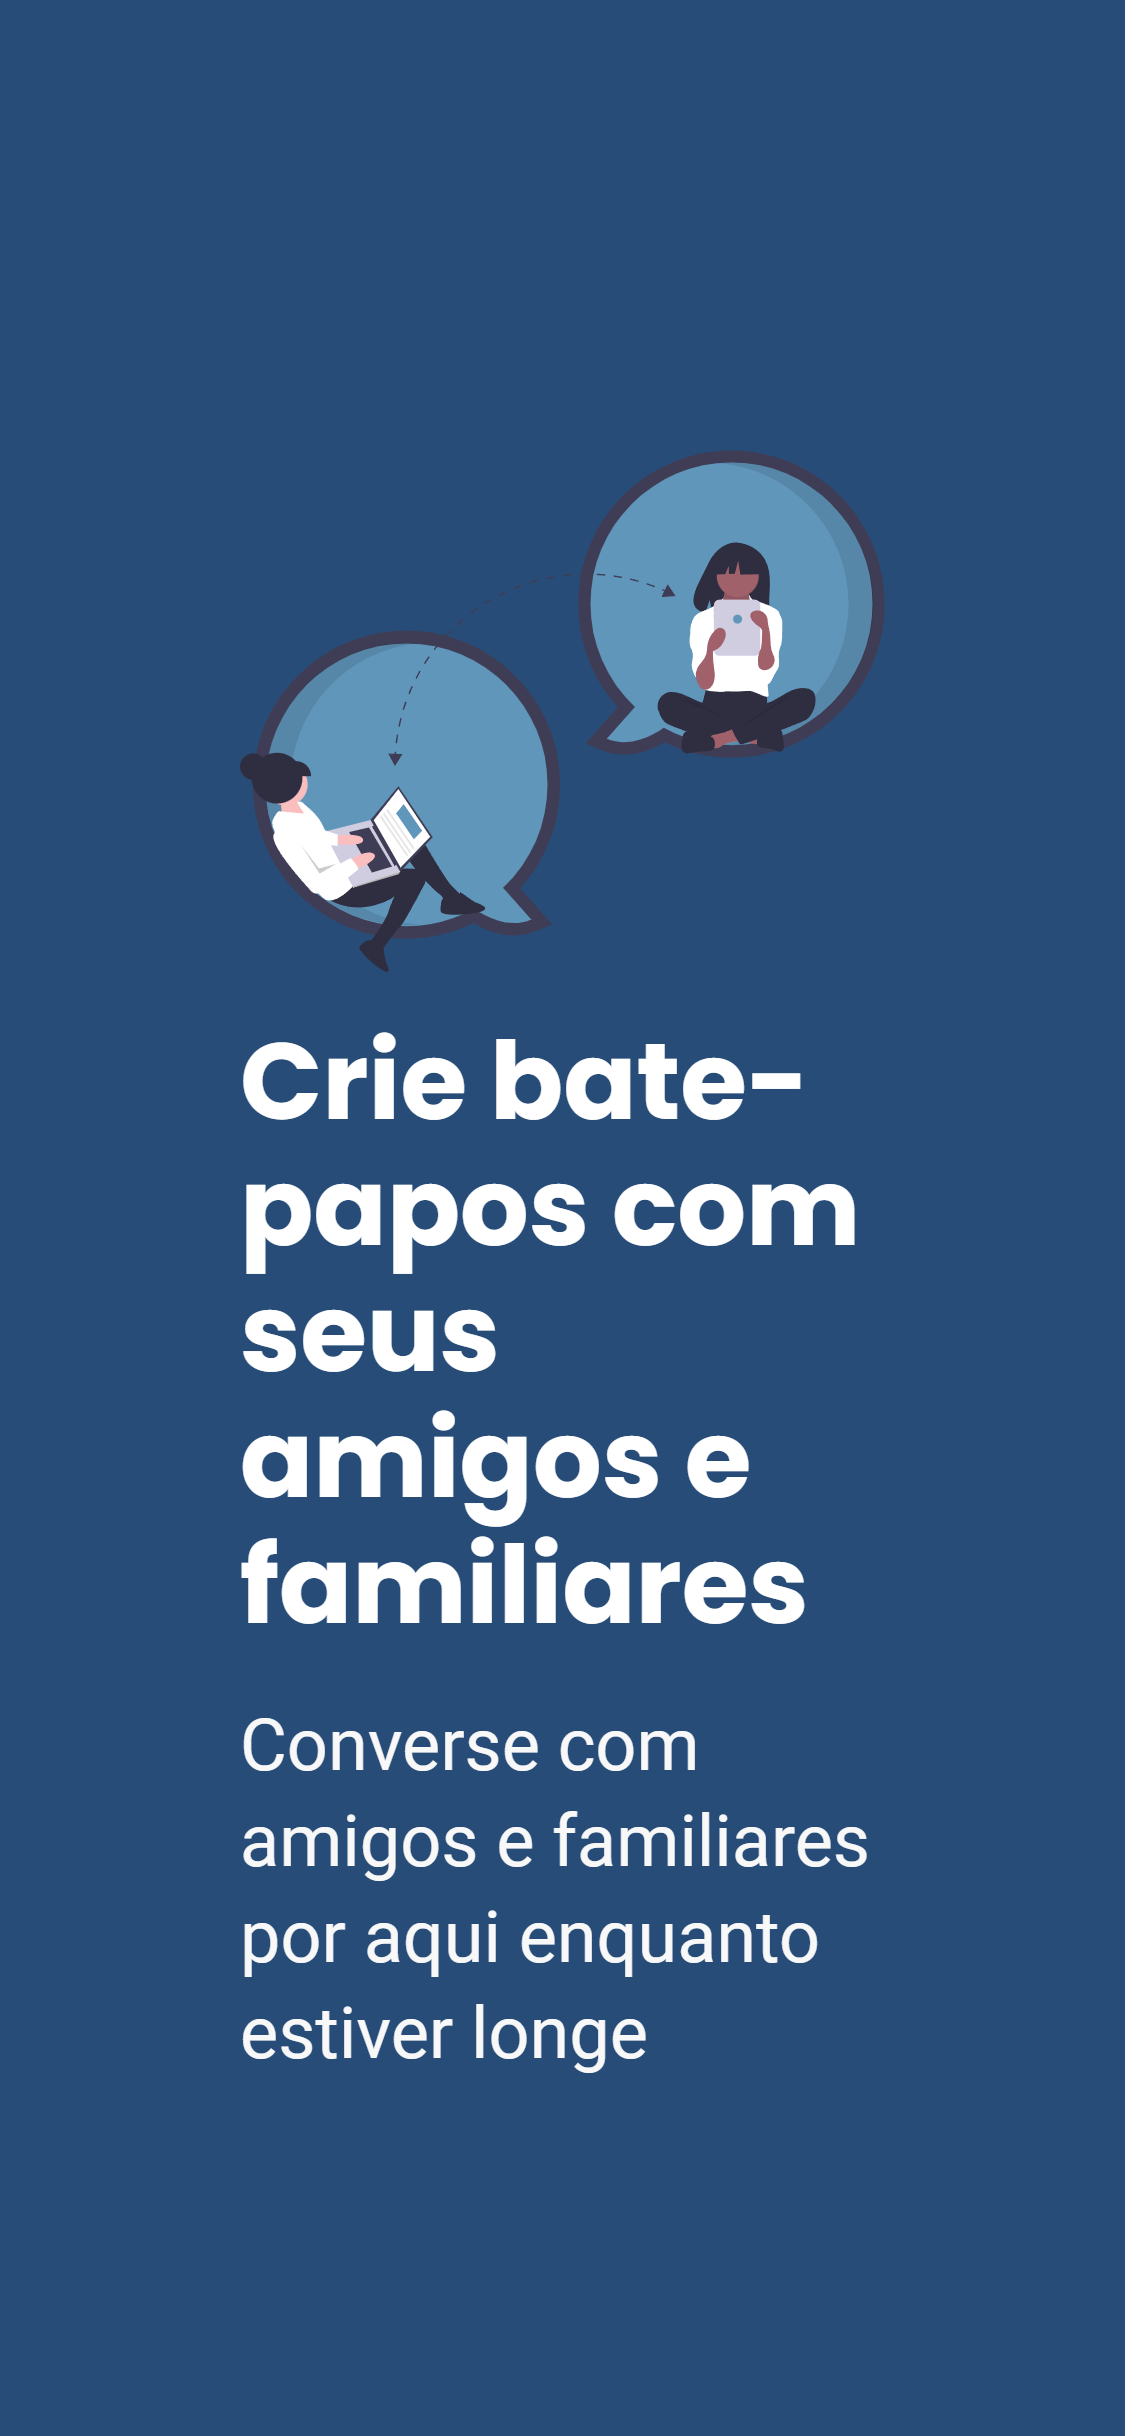 Crie bate-
papos com
seus
amigos e
familiares
Converse com
amigos e familiares
por aqui enquanto
estiver longe